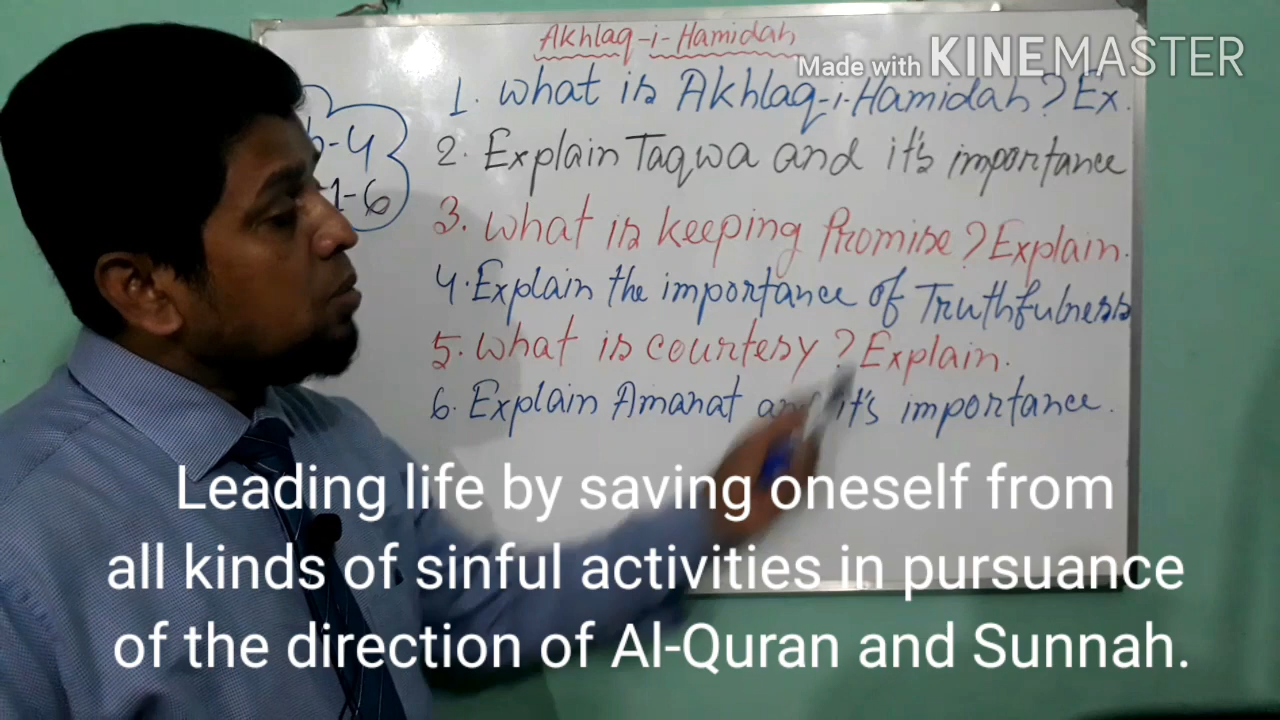 Akhlaq-i-Hamidah
Made with KINEMASTER
1. What is Akhlaq-i-Hamidah? Ex.
2. Explain Taqwa and it's importance
-4
1-6
3. What is keeping Promise? Explain.
4. Explain the importance of Truthfulness
5. What is courtesy? Explain.
6. Explain Amanat and it's importance.
Leading life by saving oneself from
all kinds of sinful activities in pursuance
of the direction of Al-Quran and Sunnah.